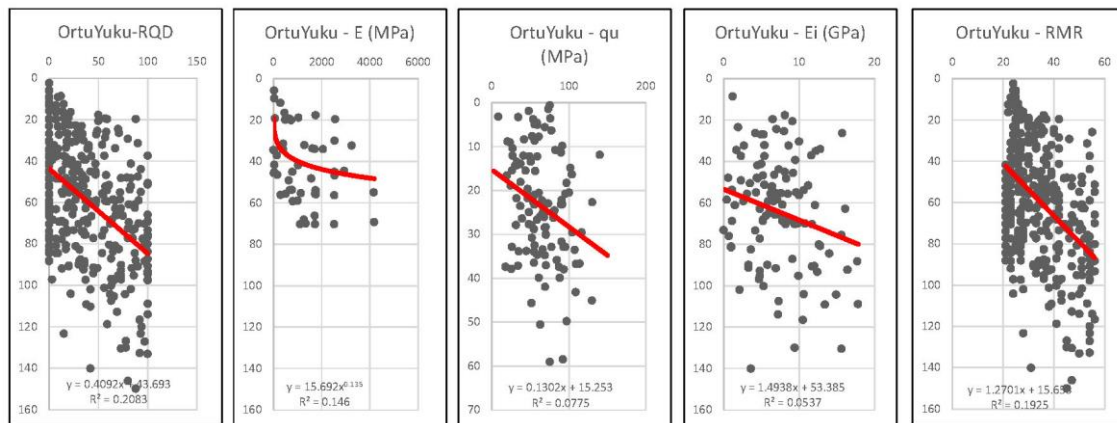 OrtuYuku-RQD
0 50 100 150
0
20
40
60
80
100
120
140
160
y = 0.4092x + 43.693
R² = 0.2083
OrtuYuku - E (MPa)
0 2000 4000 6000
0
20
40
60
80
100
120
140
160
y = 15.692x^0.135
R² = 0.146
OrtuYuku - qu
(MPa)
0 100 200
0
10
20
30
40
50
60
70
y = 0.1302x + 15.253
R² = 0.0775
OrtuYuku - Ei (GPa)
0 10 20
0
20
40
60
80
100
120
140
160
y = 1.4938x + 53.385
R² = 0.0537
OrtuYuku - RMR
0 20 40 60
0
20
40
60
80
100
120
140
160
y = 1.2701x +
R² = 0.1925